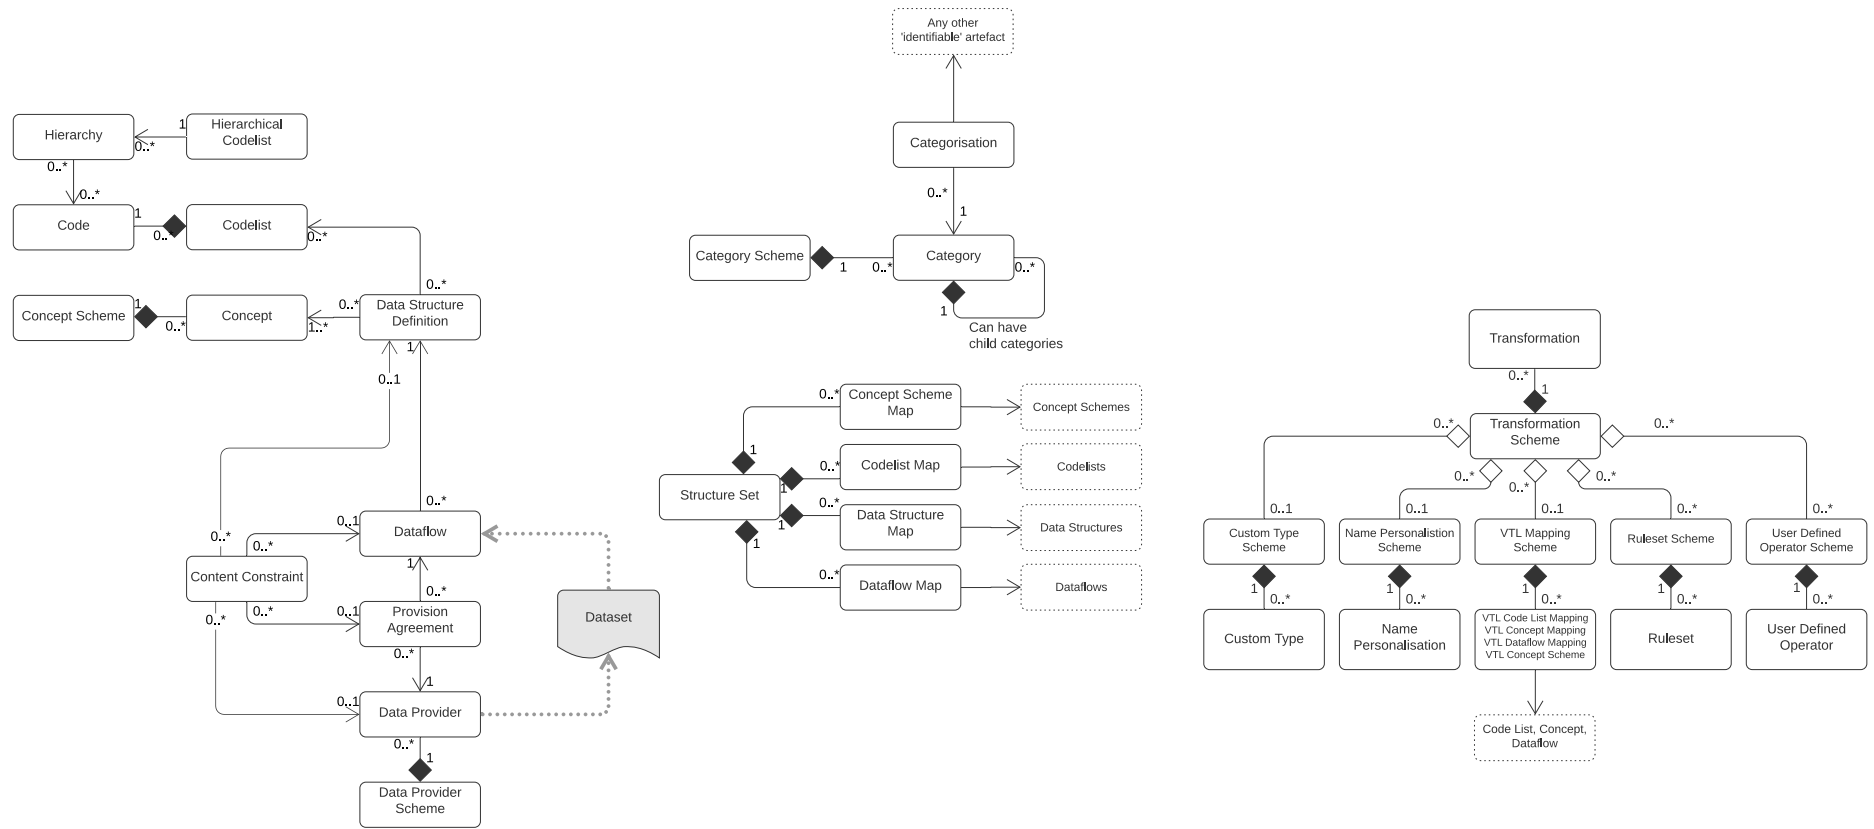 Any other
'identifiable' artefact
Hierarchy
1
0..*
Hierarchical
Codelist
0..*
0..*
Code
1
0..*
Codelist
0..*
0..*
Concept Scheme
1
0..*
Concept
0..*
1..*
Data Structure
Definition
1
0..1
0..*
0..1
Dataflow
0..*
0..*
Content Constraint
1
0..*
0..*
0..1
0..*
Provision
Agreement
0..*
1
0..1
Data Provider
0..*
1
Data Provider
Scheme
Dataset
Categorisation
0..*
1
Category Scheme
1
0..*
Category
0..*
1
Can have
child categories
0..*
Concept Scheme
Map
Concept Schemes
1
0..*
Codelist Map
Codelists
1
Structure Set
0..*
1
Data Structure
Map
Data Structures
1
0..*
Dataflow Map
Dataflows
Transformation
0..*
1
0..*
Transformation
Scheme
0..*
0..*
0..*
0..*
0..1
0..1
0..1
0..*
0..*
Custom Type
Scheme
Name Personalistion
Scheme
VTL Mapping
Scheme
Ruleset Scheme
User Defined
Operator Scheme
1
0..*
1
0..*
1
0..*
1
0..*
1
0..*
Custom Type
Name
Personalisation
VTL Code List Mapping
VTL Concept Mapping
VTL Dataflow Mapping
VTL Concept Scheme
Ruleset
User Defined
Operator
Code List, Concept,
Dataflow